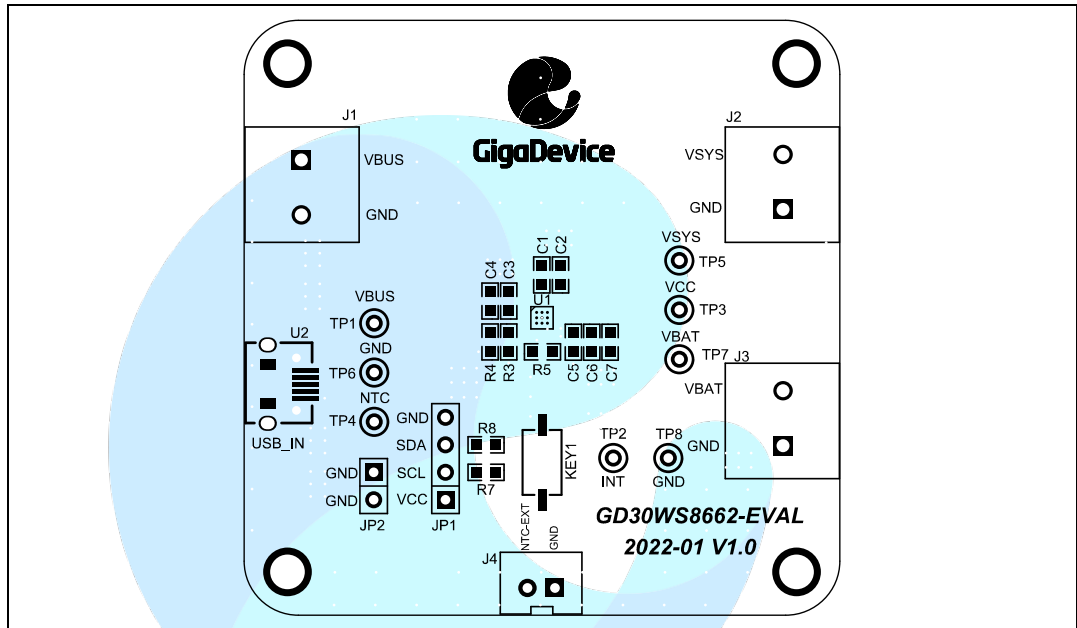 J1
J2
GigaDevice
VBUS
VSYS
GND
GND
VSYS
TP5
C4
C3
C1
C2
VBUS
U1
VCC
TP3
TP1
U2
VBAT
TP7
J3
GND
TP6
R4
R3
R5
C5
C6
C7
VBAT
NTC
TP4
USB_IN
GND
SDA
SCL
VCC
JP1
R8
R7
KEY1
TP2
INT
TP8
GND
GND
GND
GND
JP2
NTC-EXT
GND
J4
GD30WS8662-EVAL
2022-01 V1.0